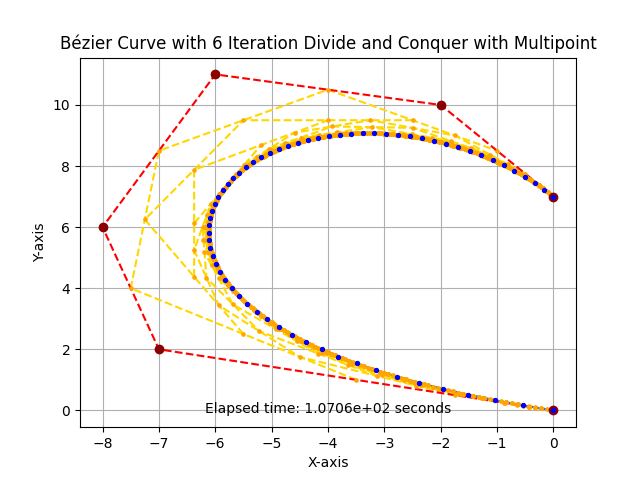 Bézier Curve with 6 Iteration Divide and Conquer with Multipoint
Y-axis
10
8
6
4
2
0
Elapsed time: 1.0706e+02 seconds
−8 −7 −6 −5 −4 −3 −2 −1 0
X-axis